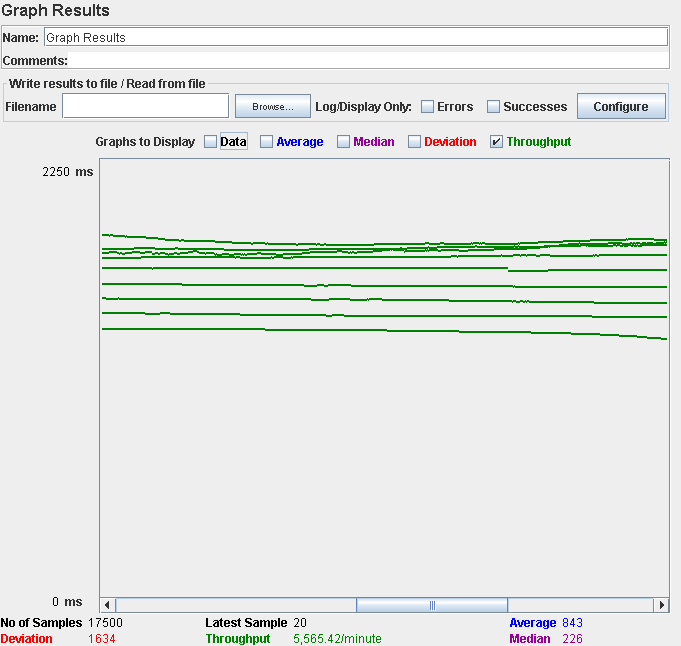 Graph Results
Name: Graph Results
Comments:
Write results to file / Read from file
Filename Browse... Log/Display Only: Errors Successes Configure
Graphs to Display Data Average Median Deviation Throughput
2250 ms
0 ms
No of Samples 17500 Latest Sample 20 Average 843
Deviation 1634 Throughput 5,565.42/minute Median 226